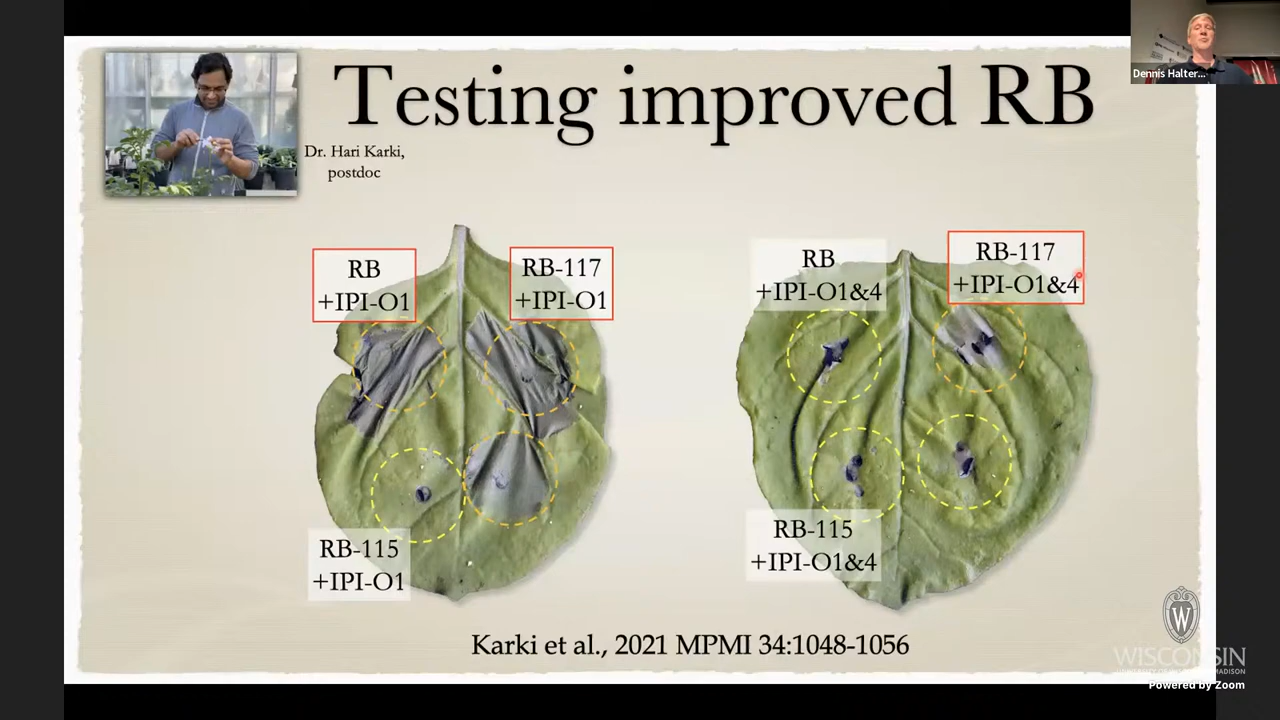 Testing improved RB
Dennis Halter...
Dr. Hari Karki,
postdoc
RB
+IPI-O1
RB-117
+IPI-O1
RB
+IPI-O1&4
RB-117
+IPI-O1&4
RB-115
+IPI-O1
RB-115
+IPI-O1&4
Karki et al., 2021 MPMI 34:1048-1056
W
WISCONSIN
Powered by Zoom